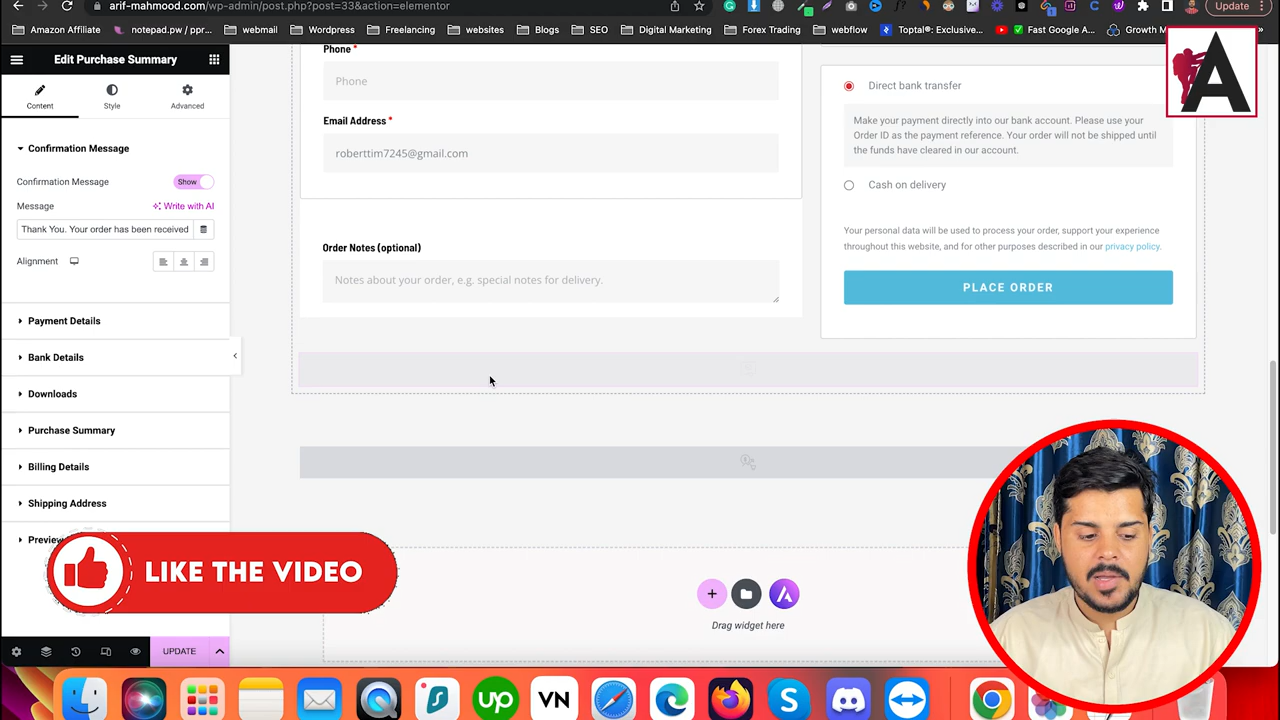 arif-mahmood.com/wp-admin/post.php?post=33&action=elementor
Update
Amazon Affiliate
notepad.pw / ppr...
webmail
Wordpress
Freelancing
websites
Blogs
SEO
Digital Marketing
Forex Trading
webflow
Toptal®: Exclusive...
Fast Google A...
Growth M
A
Edit Purchase Summary
Content
Style
Advanced
Confirmation Message
Confirmation Message
Show
Message
Write with AI
Thank You. Your order has been received
Alignment
Payment Details
Bank Details
Downloads
Purchase Summary
Billing Details
Shipping Address
Preview
UPDATE
Phone *
Phone
Email Address *
roberttim7245@gmail.com
Order Notes (optional)
Notes about your order, e.g. special notes for delivery.
Direct bank transfer
Make your payment directly into our bank account. Please use your
Order ID as the payment reference. Your order will not be shipped until
the funds have cleared in our account.
Cash on delivery
Your personal data will be used to process your order, support your experience
throughout this website, and for other purposes described in our privacy policy.
PLACE ORDER
Drag widget here
LIKE THE VIDEO
up
VN
S